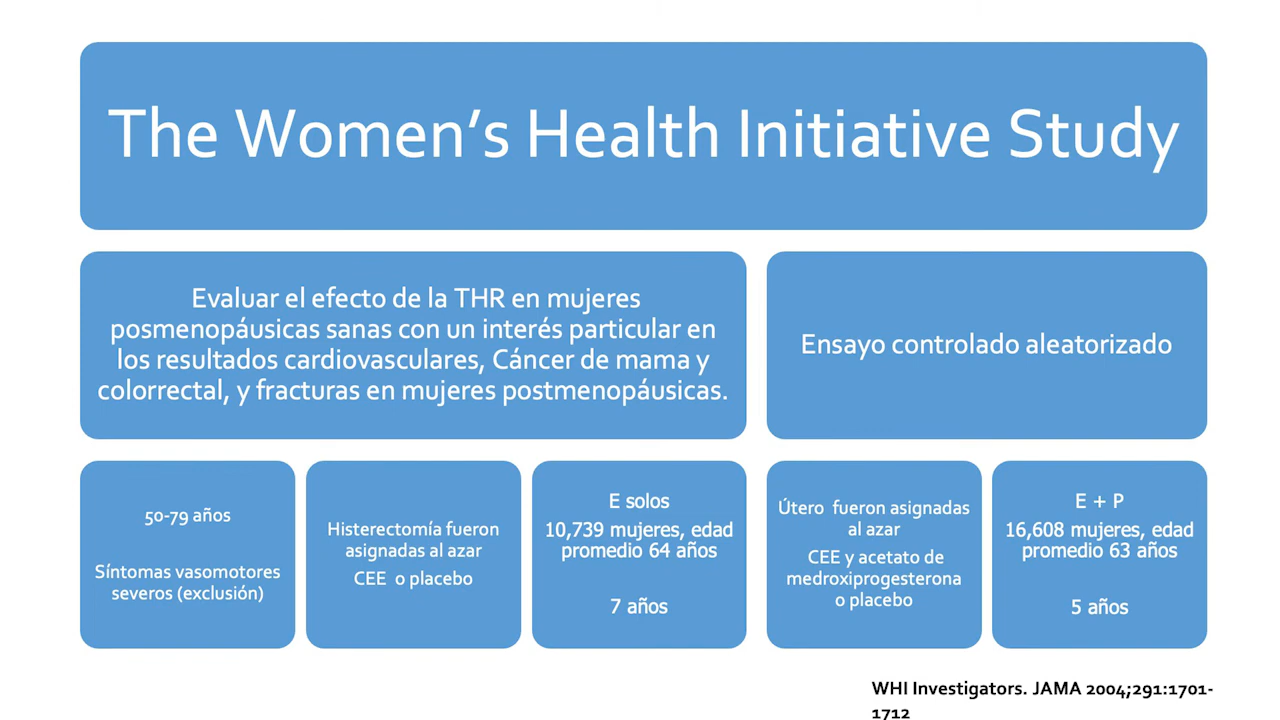 The Women's Health Initiative Study
Evaluar el efecto de la THR en mujeres
posmenopáusicas sanas con un interés particular en
los resultados cardiovasculares, Cáncer de mama y
colorrectal, y fracturas en mujeres postmenopáusicas.
Ensayo controlado aleatorizado
50-79 años
Síntomas vasomotores
severos (exclusión)
Histerectomía fueron
asignadas al azar
CEE o placebo
E solos
10,739 mujeres, edad
promedio 64 años
7 años
Útero fueron asignadas
al azar
CEE y acetato de
medroxiprogesterona
o placebo
E + P
16,608 mujeres, edad
promedio 63 años
5 años
WHI Investigators. JAMA 2004;291:1701-
1712